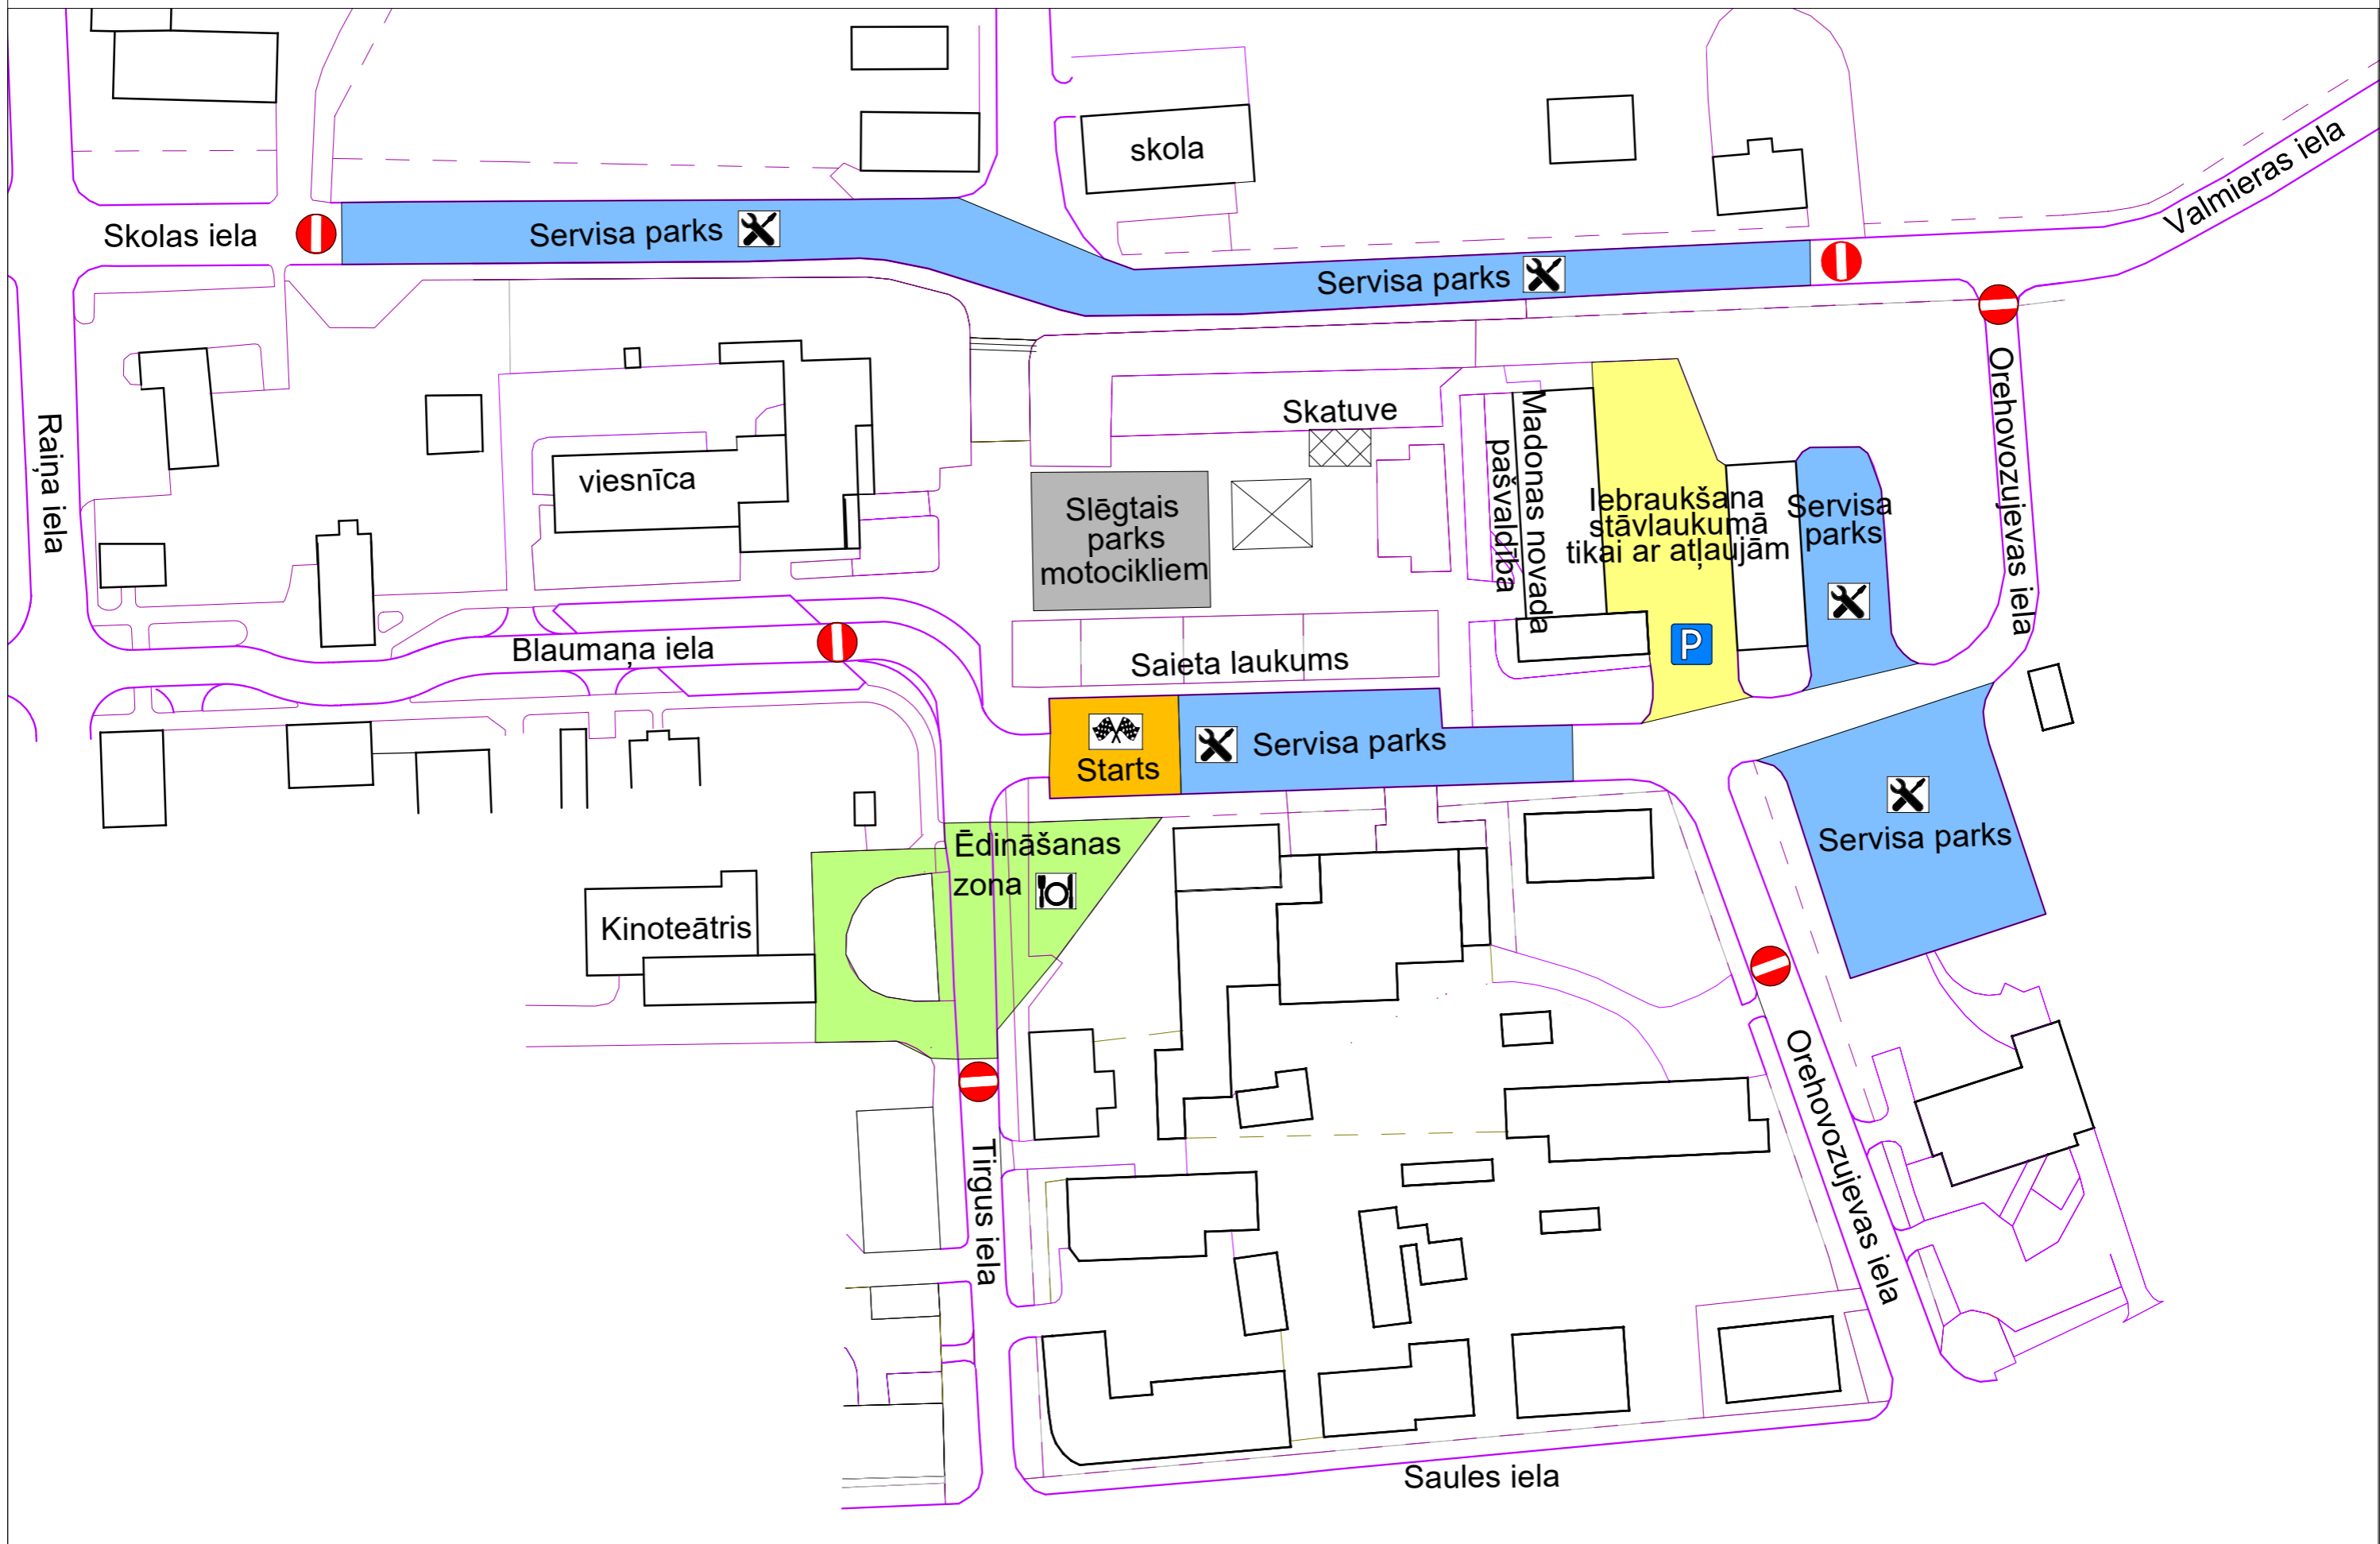 skola
Valmieras iela
Skolas iela
Servisa parks
Servisa parks
Orehovozujevas iela
Raiņa iela
Skatuve
viesnīca
Slēgtais
parks
motocikliem
Madonas novada
pašvaldība
Iebraukšana
stāvlaukumā
tikai ar atļaujām
P
Servisa
parks
Blaumaņa iela
Saieta laukums
Starts
Servisa parks
Servisa parks
Ēdināšanas
zona
Kinoteātris
Tirgus iela
Orehovozujevas iela
Saules iela